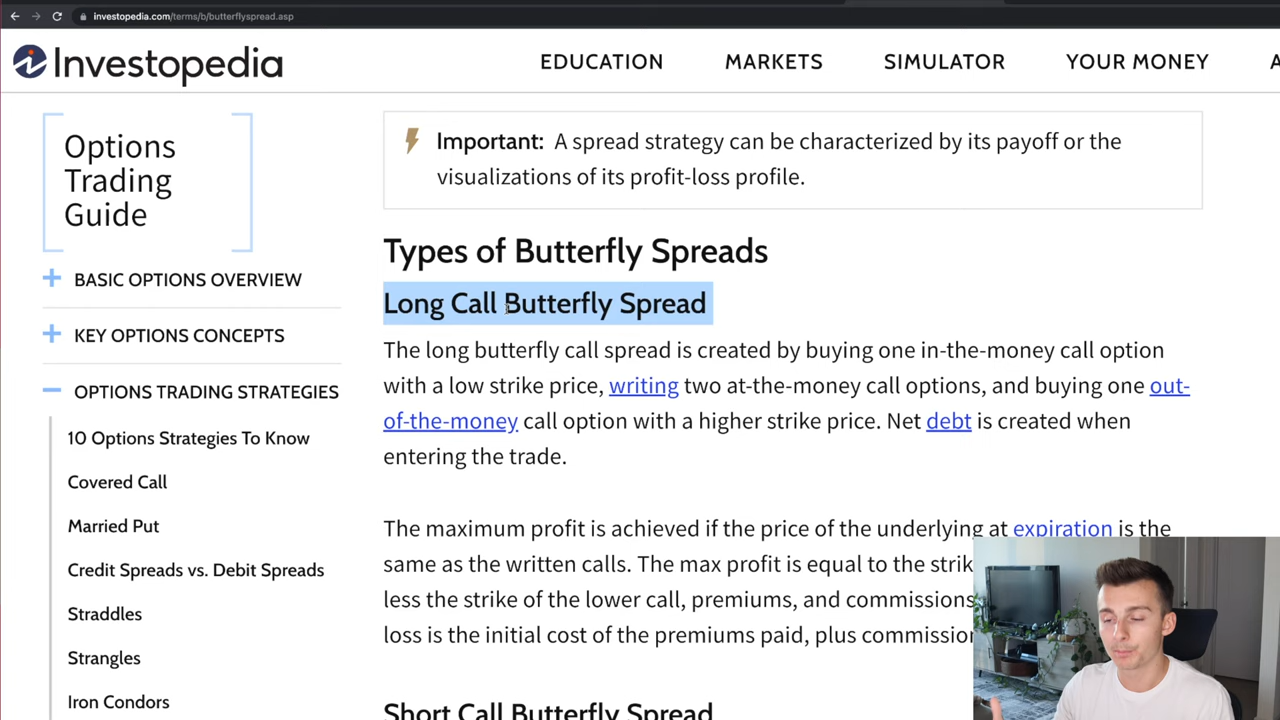 investopedia.com/terms/b/butterflyspread.asp
Investopedia
EDUCATION
MARKETS
SIMULATOR
YOUR MONEY
Options
Trading
Guide
BASIC OPTIONS OVERVIEW
KEY OPTIONS CONCEPTS
OPTIONS TRADING STRATEGIES
10 Options Strategies To Know
Covered Call
Married Put
Credit Spreads vs. Debit Spreads
Straddles
Strangles
Iron Condors
Important: A spread strategy can be characterized by its payoff or the
visualizations of its profit-loss profile.
Types of Butterfly Spreads
Long Call Butterfly Spread
The long butterfly call spread is created by buying one in-the-money call option
with a low strike price, writing two at-the-money call options, and buying one out-
of-the-money call option with a higher strike price. Net debt is created when
entering the trade.
The maximum profit is achieved if the price of the underlying at expiration is the
same as the written calls. The max profit is equal to the
less the strike of the lower call, premiums, and commissions
loss is the initial cost of the premiums paid, plus
Short Call Butterfly Spread